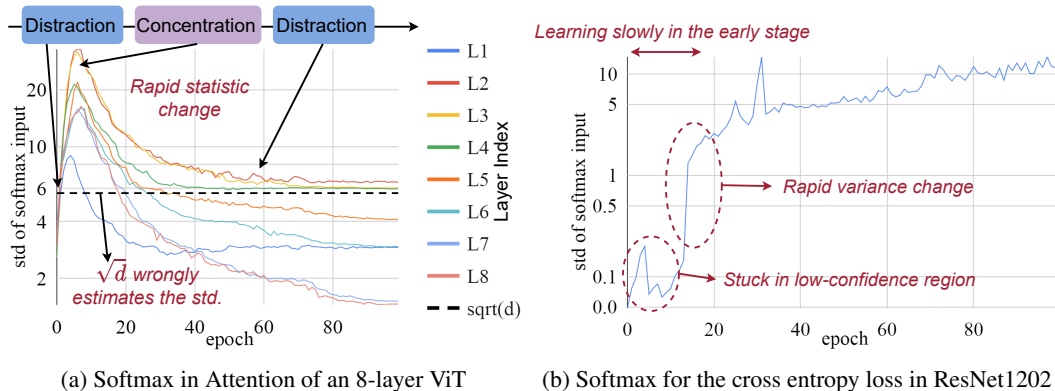 Distraction Concentration Distraction
std of softmax input
20
10
6
4
2
0 20 40 60 80
epoch
Rapid statistic
change
√d wrongly
estimates the std.
Layer Index
L1
L2
L3
L4
L5
L6
L7
L8
sqrt(d)
(a) Softmax in Attention of an 8-layer ViT
Learning slowly in the early stage
std of softmax input
10
5
1
0.5
0.1
0.0
0 20 40 60 80
epoch
Rapid variance change
Stuck in low-confidence region
(b) Softmax for the cross entropy loss in ResNet1202